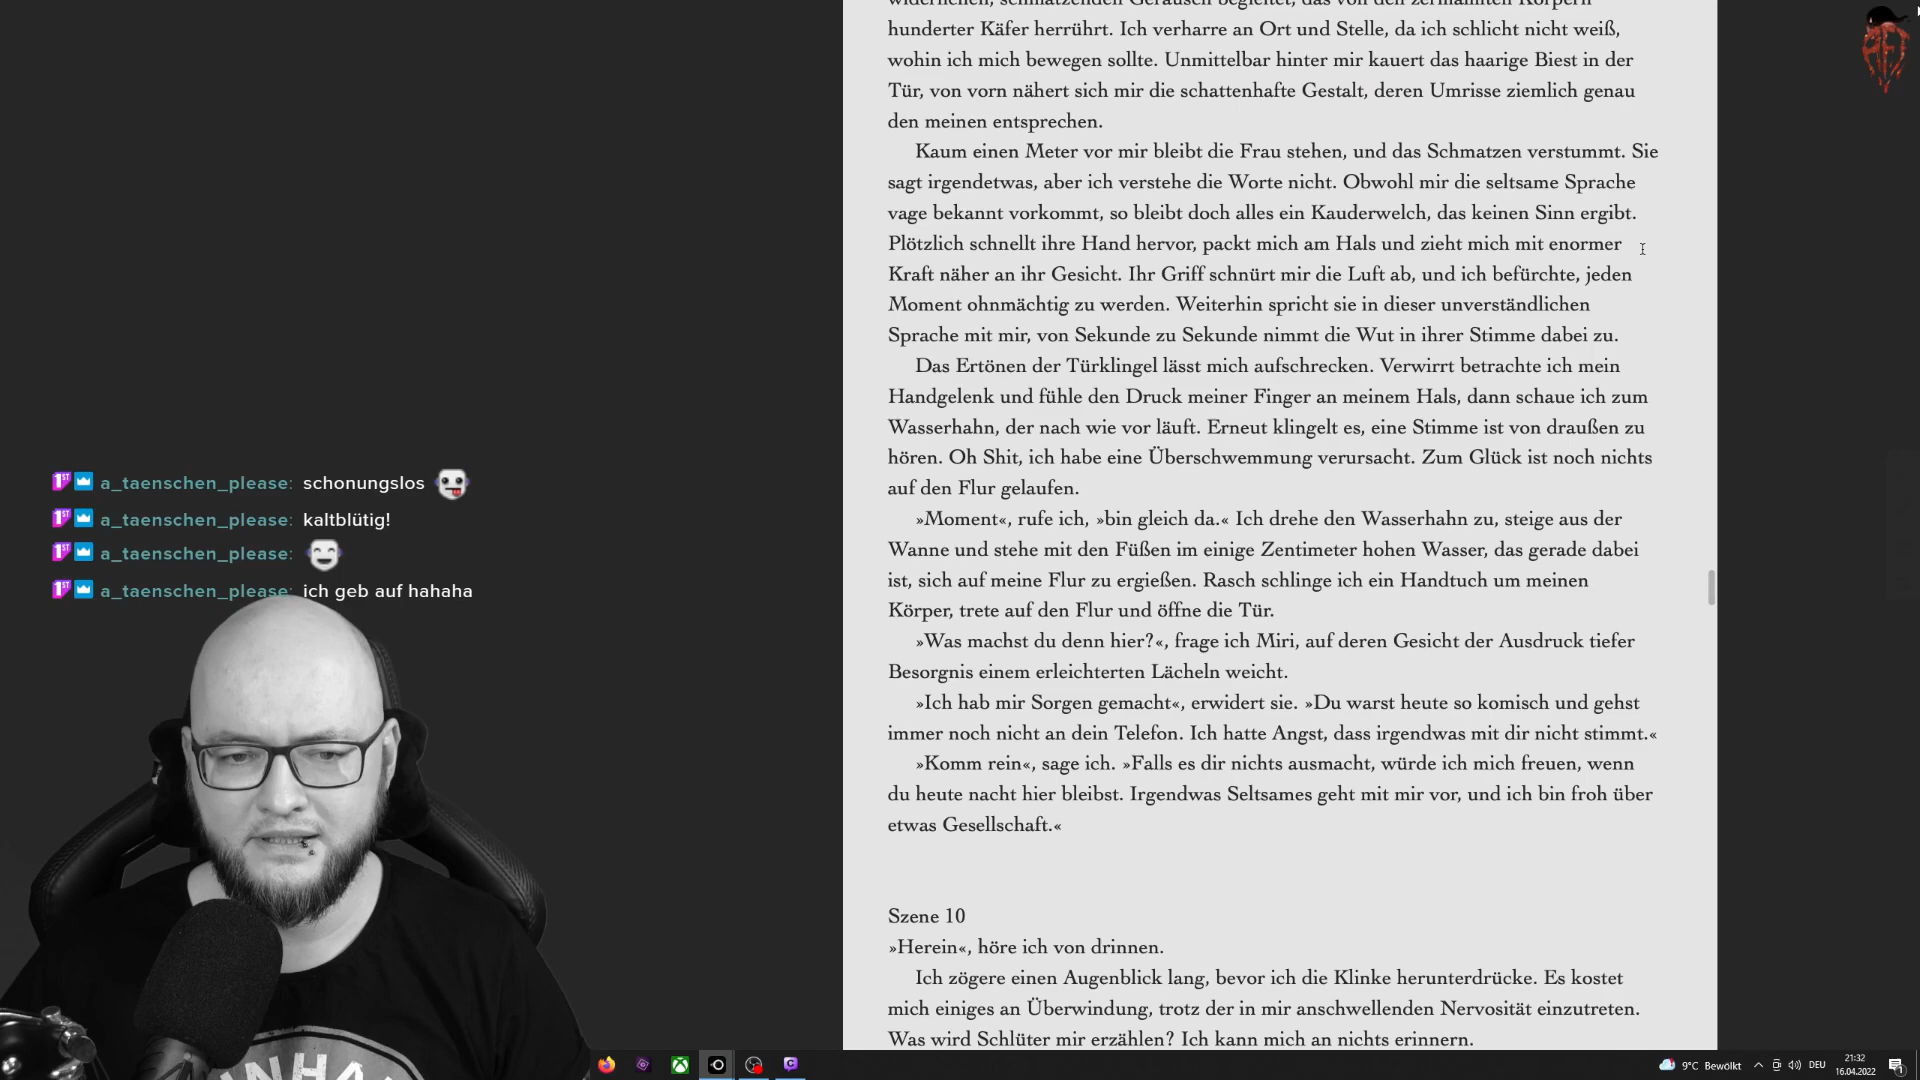 widerlichen, schmatzenden Geräusch begleitet, das von den zermalmten Körpern
hunderter Käfer herrührt. Ich verharre an Ort und Stelle, da ich schlicht nicht weiß,
wohin ich mich bewegen sollte. Unmittelbar hinter mir kauert das haarige Biest in der
Tür, von vorn nähert sich mir die schattenhafte Gestalt, deren Umrisse ziemlich genau
den meinen entsprechen.
Kaum einen Meter vor mir bleibt die Frau stehen, und das Schmatzen verstummt. Sie
sagt irgendetwas, aber ich verstehe die Worte nicht. Obwohl mir die seltsame Sprache
vage bekannt vorkommt, so bleibt doch alles ein Kauderwelch, das keinen Sinn ergibt.
Plötzlich schnellt ihre Hand hervor, packt mich am Hals und zieht mich mit enormer
Kraft näher an ihr Gesicht. Ihr Griff schnürt mir die Luft ab, und ich befürchte, jeden
Moment ohnmächtig zu werden. Weiterhin spricht sie in dieser unverständlichen
Sprache mit mir, von Sekunde zu Sekunde nimmt die Wut in ihrer Stimme dabei zu.
Das Ertönen der Türklingel lässt mich aufschrecken. Verwirrt betrachte ich mein
Handgelenk und fühle den Druck meiner Finger an meinem Hals, dann schaue ich zum
Wasserhahn, der nach wie vor läuft. Erneut klingelt es, eine Stimme ist von draußen zu
hören. Oh Shit, ich habe eine Überschwemmung verursacht. Zum Glück ist noch nichts
auf den Flur gelaufen.
»Moment«, rufe ich, »bin gleich da.« Ich drehe den Wasserhahn zu, steige aus der
Wanne und stehe mit den Füßen im einige Zentimeter hohen Wasser, das gerade dabei
ist, sich auf meine Flur zu ergießen. Rasch schlinge ich ein Handtuch um meinen
Körper, trete auf den Flur und öffne die Tür.
»Was machst du denn hier?«, frage ich Miri, auf deren Gesicht der Ausdruck tiefer
Besorgnis einem erleichterten Lächeln weicht.
»Ich hab mir Sorgen gemacht«, erwidert sie. »Du warst heute so komisch und gehst
immer noch nicht an dein Telefon. Ich hatte Angst, dass irgendwas mit dir nicht stimmt.«
»Komm rein«, sage ich. »Falls es dir nichts ausmacht, würde ich mich freuen, wenn
du heute nacht hier bleibst. Irgendwas Seltsames geht mit mir vor, und ich bin froh über
etwas Gesellschaft.«
Szene 10
»Herein«, höre ich von drinnen.
Ich zögere einen Augenblick lang, bevor ich die Klinke herunterdrücke. Es kostet
mich einiges an Überwindung, trotz der in mir anschwellenden Nervosität einzutreten.
Was wird Schlüter mir erzählen? Ich kann mich an nichts erinnern.
a_taenschen_please: schonungslos
a_taenschen_please: kaltblütig!
a_taenschen_please:
a_taenschen_please: ich geb auf hahaha
9°C Bewölkt
DEU
21:32
16.04.2022